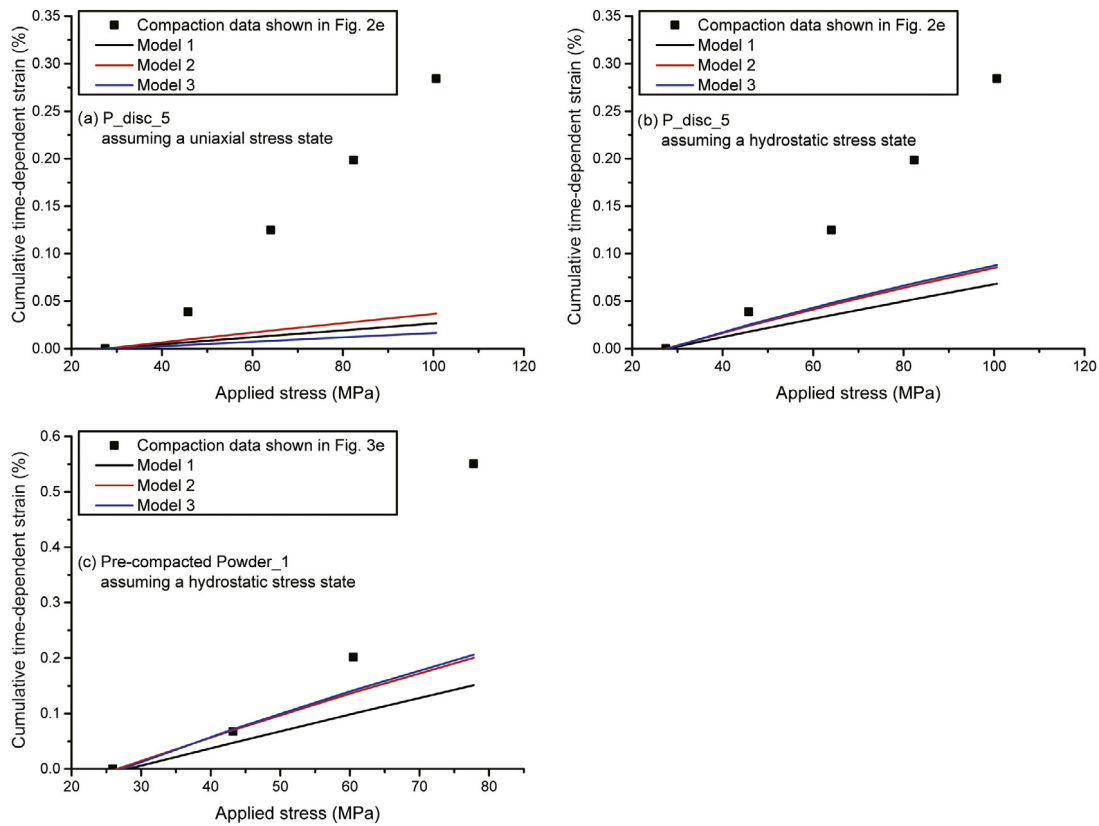 Cumulative time-dependent strain (%)
0.35
0.30
0.25
0.20
0.15
0.10
0.05
0.00
Compaction data shown in Fig. 2e
Model 1
Model 2
Model 3
(a) P_disc_5
assuming a uniaxial stress state
20 40 60 80 100 120
Applied stress (MPa)
Cumulative time-dependent strain (%)
0.35
0.30
0.25
0.20
0.15
0.10
0.05
0.00
Compaction data shown in Fig. 2e
Model 1
Model 2
Model 3
(b) P_disc_5
assuming a hydrostatic stress state
20 40 60 80 100 120
Applied stress (MPa)
Cumulative time-dependent strain (%)
0.6
0.5
0.4
0.3
0.2
0.1
0.0
Compaction data shown in Fig. 3e
Model 1
Model 2
Model 3
(c) Pre-compacted Powder_1
assuming a hydrostatic stress state
20 30 40 50 60 70 80
Applied stress (MPa)